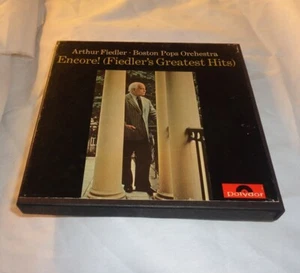 Arthur Fiedler · Boston Pops Orchestra
Encore! (Fiedler's Greatest Hits)
Polydor